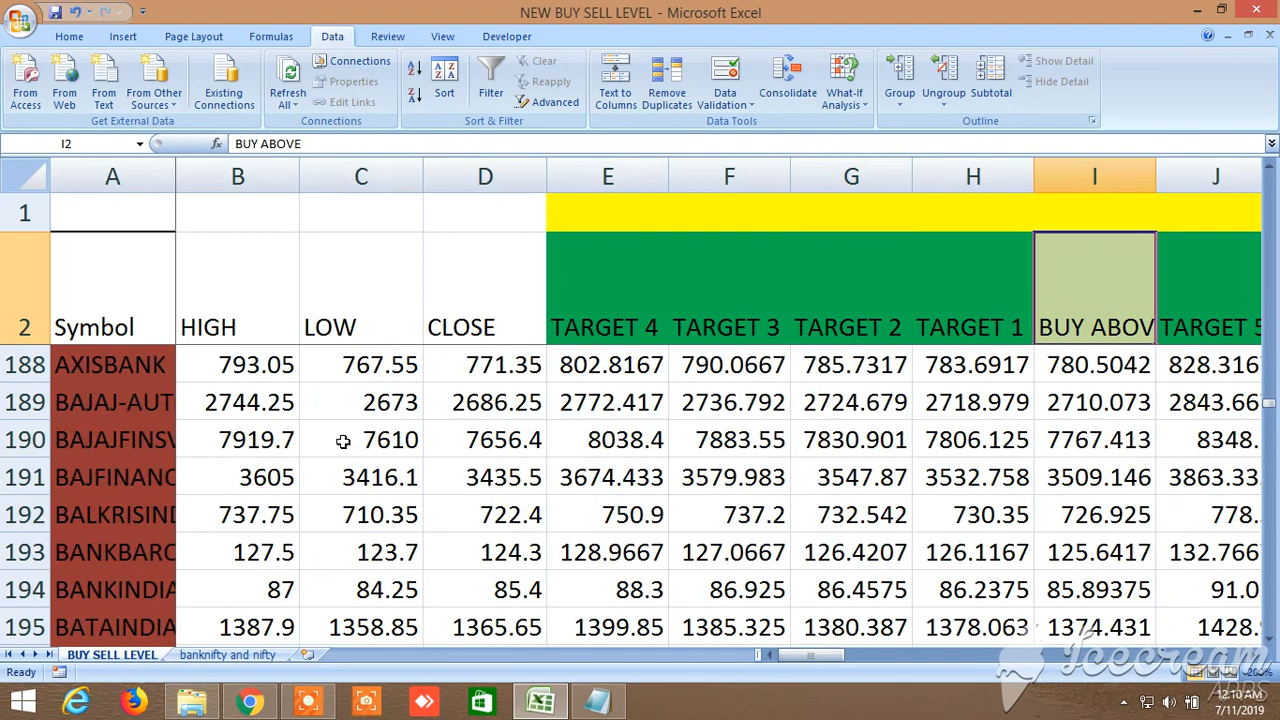 NEW BUY SELL LEVEL - Microsoft Excel
Home Insert Page Layout Formulas Data Review View Developer
From Access From Web From Text From Other Sources Existing Connections
Get External Data
Refresh All Connections Properties Edit Links
Connections
Sort Filter Clear Reapply Advanced
Sort & Filter
Text to Columns Remove Duplicates Data Validation Consolidate What-If Analysis
Data Tools
Group Ungroup Subtotal Show Detail Hide Detail
Outline
I2 fx BUY ABOVE
A B C D E F G H I J
1
2 Symbol HIGH LOW CLOSE TARGET 4 TARGET 3 TARGET 2 TARGET 1 BUY ABOV TARGET 5
188 AXISBANK 793.05 767.55 771.35 802.8167 790.0667 785.7317 783.6917 780.5042 828.3167
189 BAJAJ-AUT 2744.25 2673 2686.25 2772.417 2736.792 2724.679 2718.979 2710.073 2843.66
190 BAJAJFINSV 7919.7 7610 7656.4 8038.4 7883.55 7830.901 7806.125 7767.413 8348.
191 BAJFINANC 3605 3416.1 3435.5 3674.433 3579.983 3547.87 3532.758 3509.146 3863.33
192 BALKRISIND 737.75 710.35 722.4 750.9 737.2 732.542 730.35 726.925 778.
193 BANKBARO 127.5 123.7 124.3 128.9667 127.0667 126.4207 126.1167 125.6417 132.7667
194 BANKINDIA 87 84.25 85.4 88.3 86.925 86.4575 86.2375 85.89375 91.0
195 BATAINDIA 1387.9 1358.85 1365.65 1399.85 1385.325 1380.387 1378.063 1374.431 1428.
BUY SELL LEVEL banknifty and nifty
Icecream
APPS
Ready 200%
12:10 AM
7/11/2019